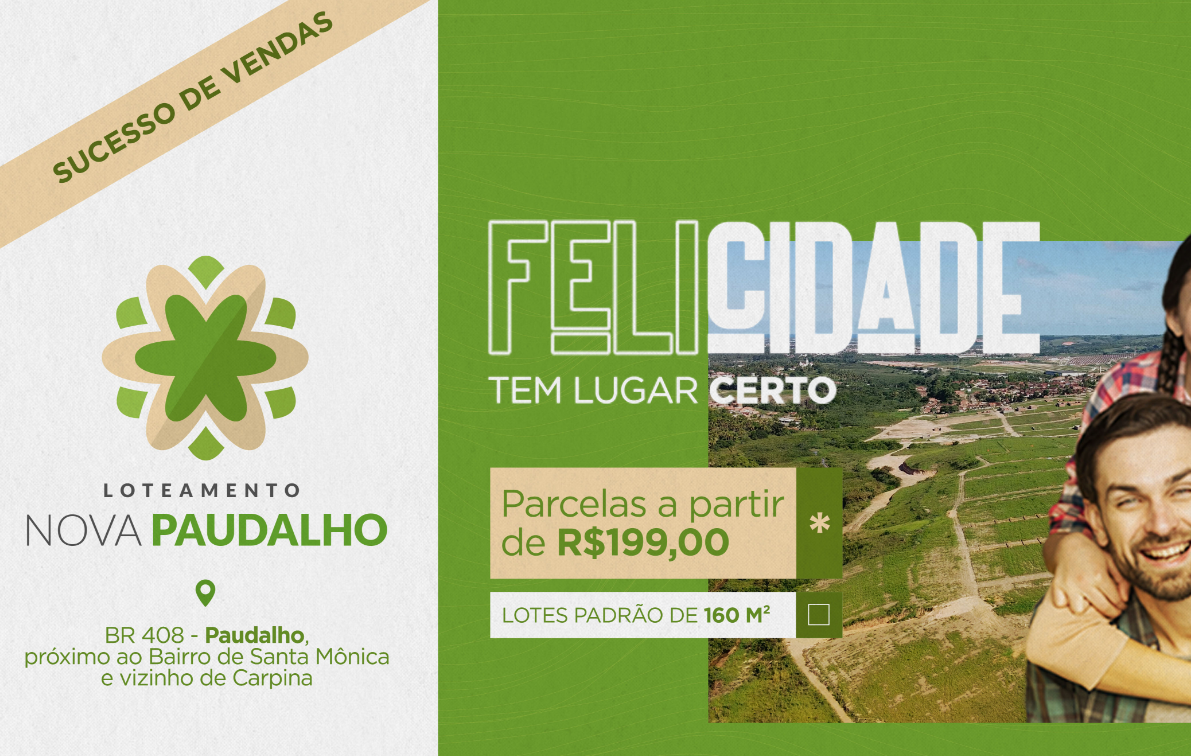 SUCESSO DE VENDAS
LOTEAMENTO
NOVA PAUDALHO
BR 408 - Paudalho,
próximo ao Bairro de Santa Mônica
e vizinho de Carpina
FELICIDADE
TEM LUGAR CERTO
Parcelas a partir
de R$199,00 *
LOTES PADRÃO DE 160 M²